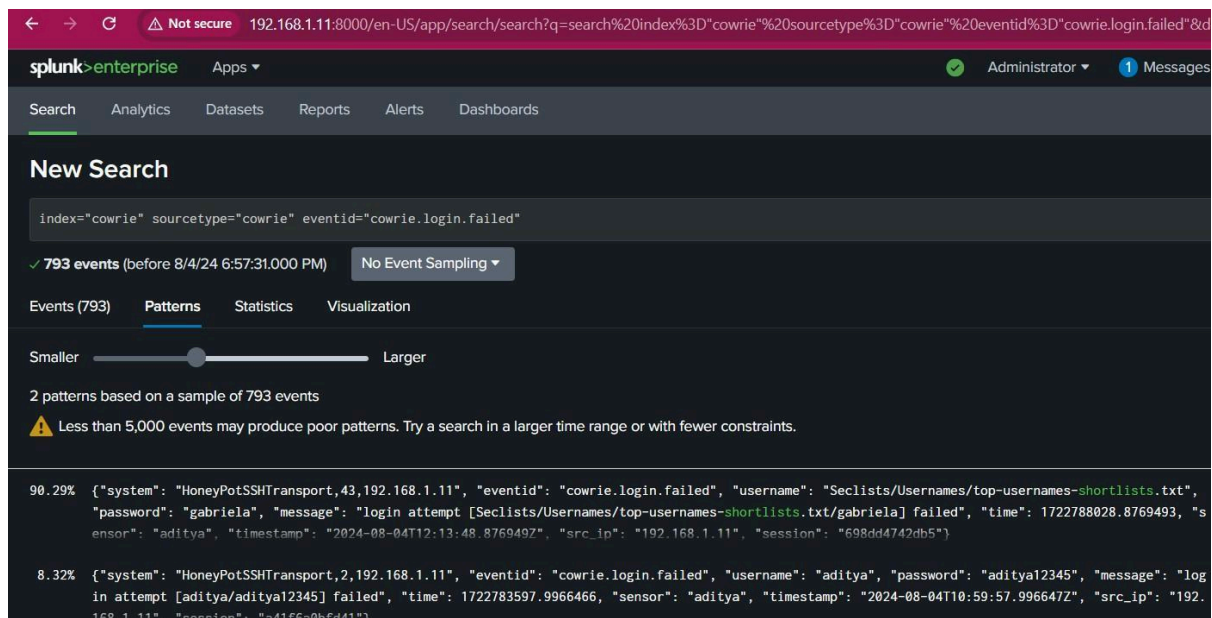 Not secure 192.168.1.11:8000/en-US/app/search/search?q=search%20index%3D"cowrie"%20sourcetype%3D"cowrie"%20eventid%3D"cowrie.login.failed"&d
splunk>enterprise Apps Administrator 1 Messages
Search Analytics Datasets Reports Alerts Dashboards
New Search
index="cowrie" sourcetype="cowrie" eventid="cowrie.login.failed"
793 events (before 8/4/24 6:57:31.000 PM) No Event Sampling
Events (793) Patterns Statistics Visualization
Smaller Larger
2 patterns based on a sample of 793 events
Less than 5,000 events may produce poor patterns. Try a search in a larger time range or with fewer constraints.
90.29% {"system": "HoneyPotSSHTransport,43,192.168.1.11", "eventid": "cowrie.login.failed", "username": "Seclists/Usernames/top-usernames-shortlists.txt",
"password": "gabriela", "message": "login attempt [Seclists/Usernames/top-usernames-shortlists.txt/gabriela] failed", "time": 1722788028.8769493, "s
ensor": "aditya", "timestamp": "2024-08-04T12:13:48.876949Z", "src_ip": "192.168.1.11", "session": "698dd4742db5"}
8.32% {"system": "HoneyPotSSHTransport,2,192.168.1.11", "eventid": "cowrie.login.failed", "username": "aditya", "password": "aditya12345", "message": "log
in attempt [aditya/aditya12345] failed", "time": 1722783597.9966466, "sensor": "aditya", "timestamp": "2024-08-04T10:59:57.996647Z", "src_ip": "192.
168.1.11", "session": "a41f6a0bfd41"}